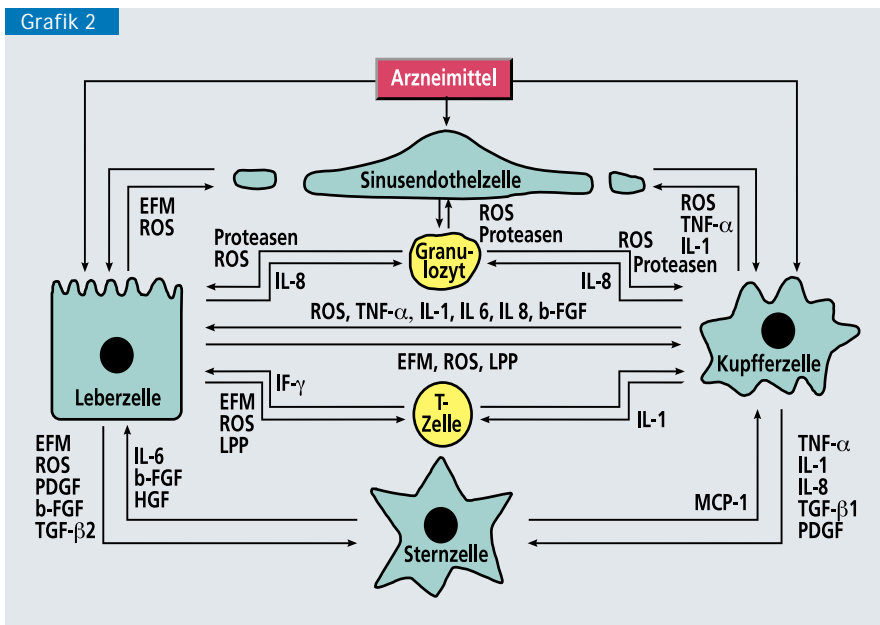 Grafik 2
Arzneimittel
Sinusendothelzelle
EFM
ROS
ROS
TNF-α
IL-1
ROS
Proteasen
Proteasen
ROS
Granu-
lozyt
ROS
Proteasen
IL-8
IL-8
ROS, TNF-α, IL-1, IL 6, IL 8, b-FGF
EFM, ROS, LPP
Leberzelle
Kupfferzelle
IF-γ
EFM
ROS
LPP
T-
Zelle
IL-1
EFM
ROS
PDGF
b-FGF
TGF-β2
IL-6
b-FGF
HGF
MCP-1
TNF-α
IL-1
IL-8
TGF-β1
PDGF
Sternzelle